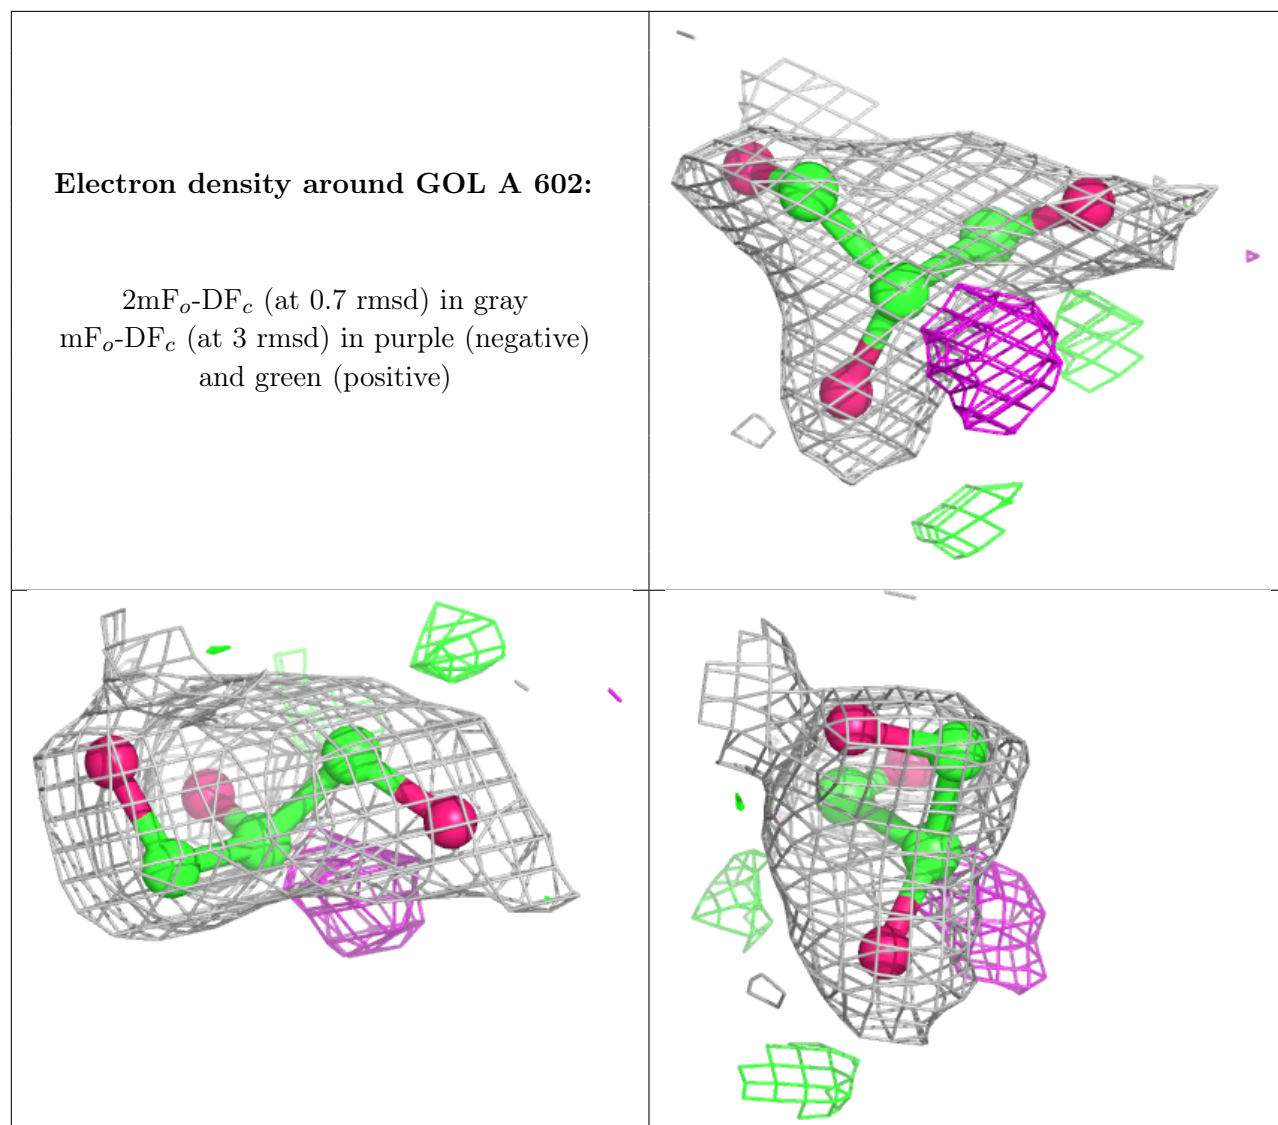 Electron density around GOL A 602:
2mFo-DFc (at 0.7 rmsd) in gray
mFo-DFc (at 3 rmsd) in purple (negative)
and green (positive)